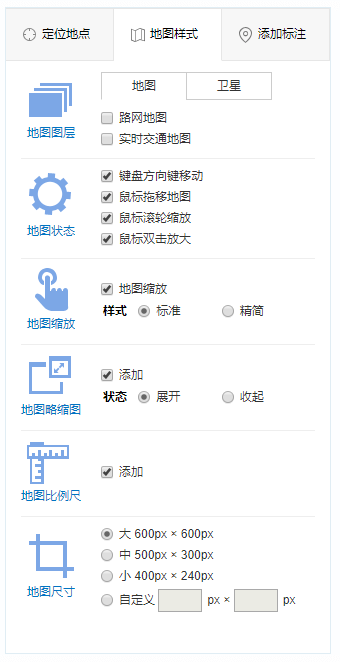 定位地点 地图样式 添加标注
地图 卫星
路网地图
实时交通地图
地图图层
键盘方向键移动
鼠标拖移地图
鼠标滚轮缩放
鼠标双击放大
地图状态
地图缩放
样式 标准 精简
地图缩放
添加
状态 展开 收起
地图略缩图
添加
地图比例尺
大 600px × 600px
中 500px × 300px
小 400px × 240px
自定义 px × px
地图尺寸